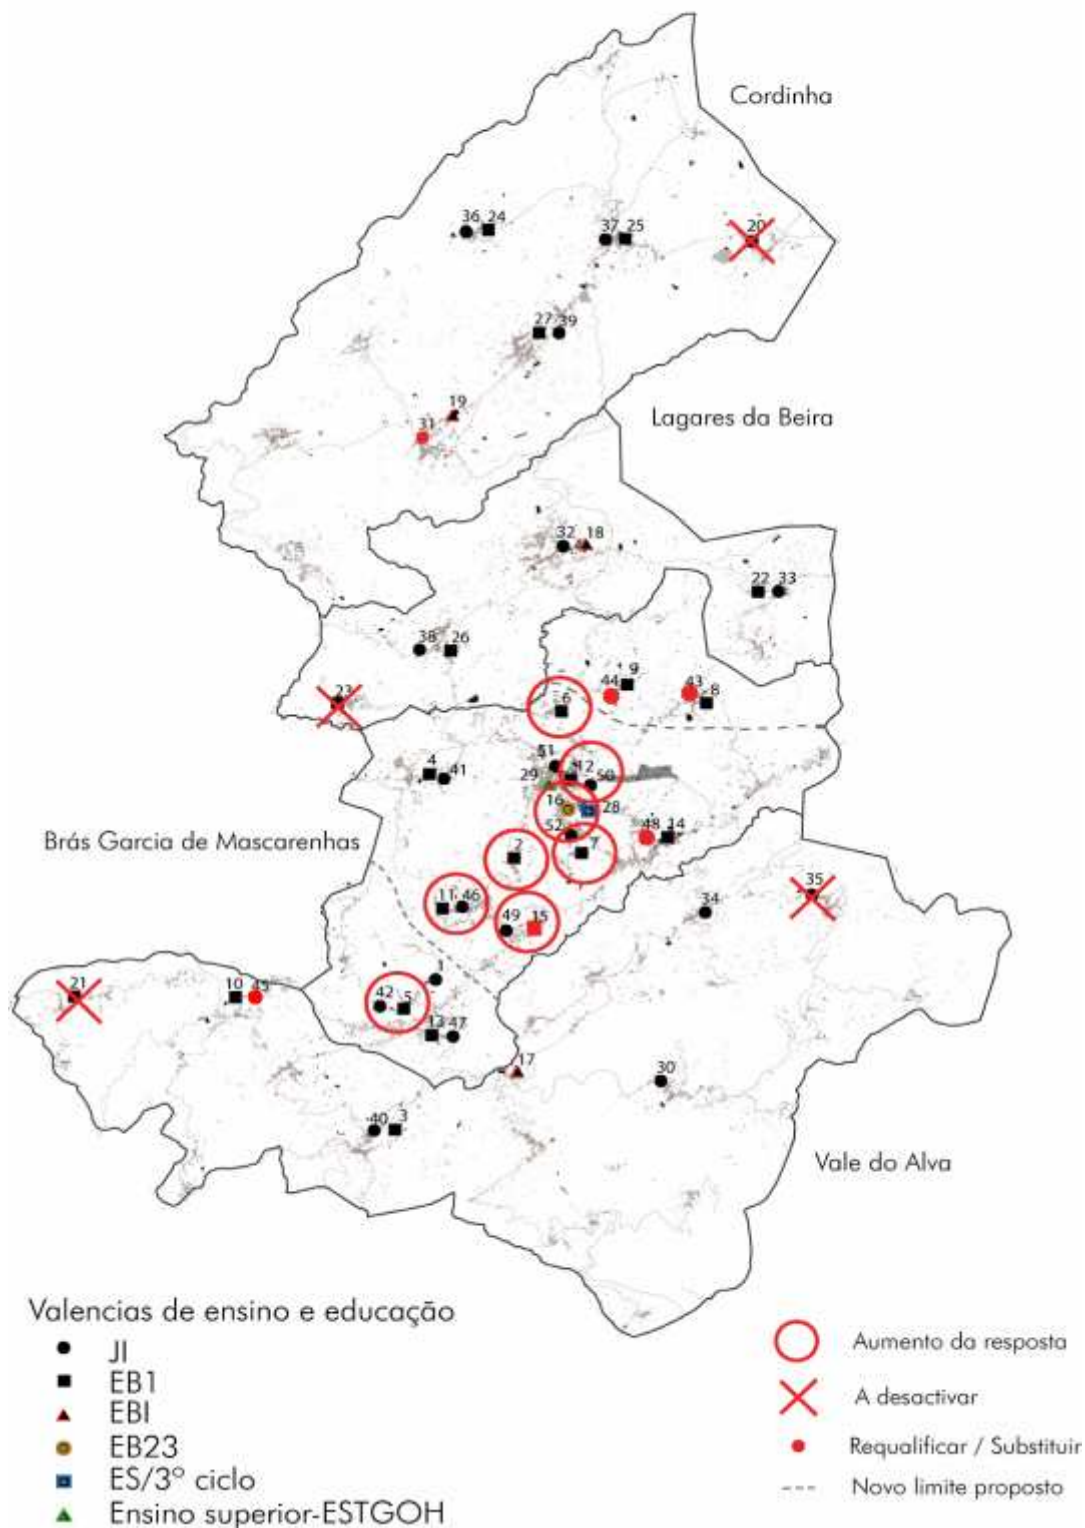 Cordinha
36 24
37 25
20
27 39
19
31
Lagares da Beira
32 18
22 33
38 26
23
44 9
43
8
6
51
12
50
4
41
29
16
28
52
48 14
Brás Garcia de Mascarenhas
2
7
11 46
49 15
35
34
1
42 5
13 47
21
10 45
17
30
40 3
Vale do Alva
Valencias de ensino e educação
JI
EB1
EBI
EB23
ES/3º ciclo
Ensino superior-ESTGOH
Aumento da resposta
A desactivar
Requalificar / Substituir
Novo limite proposto